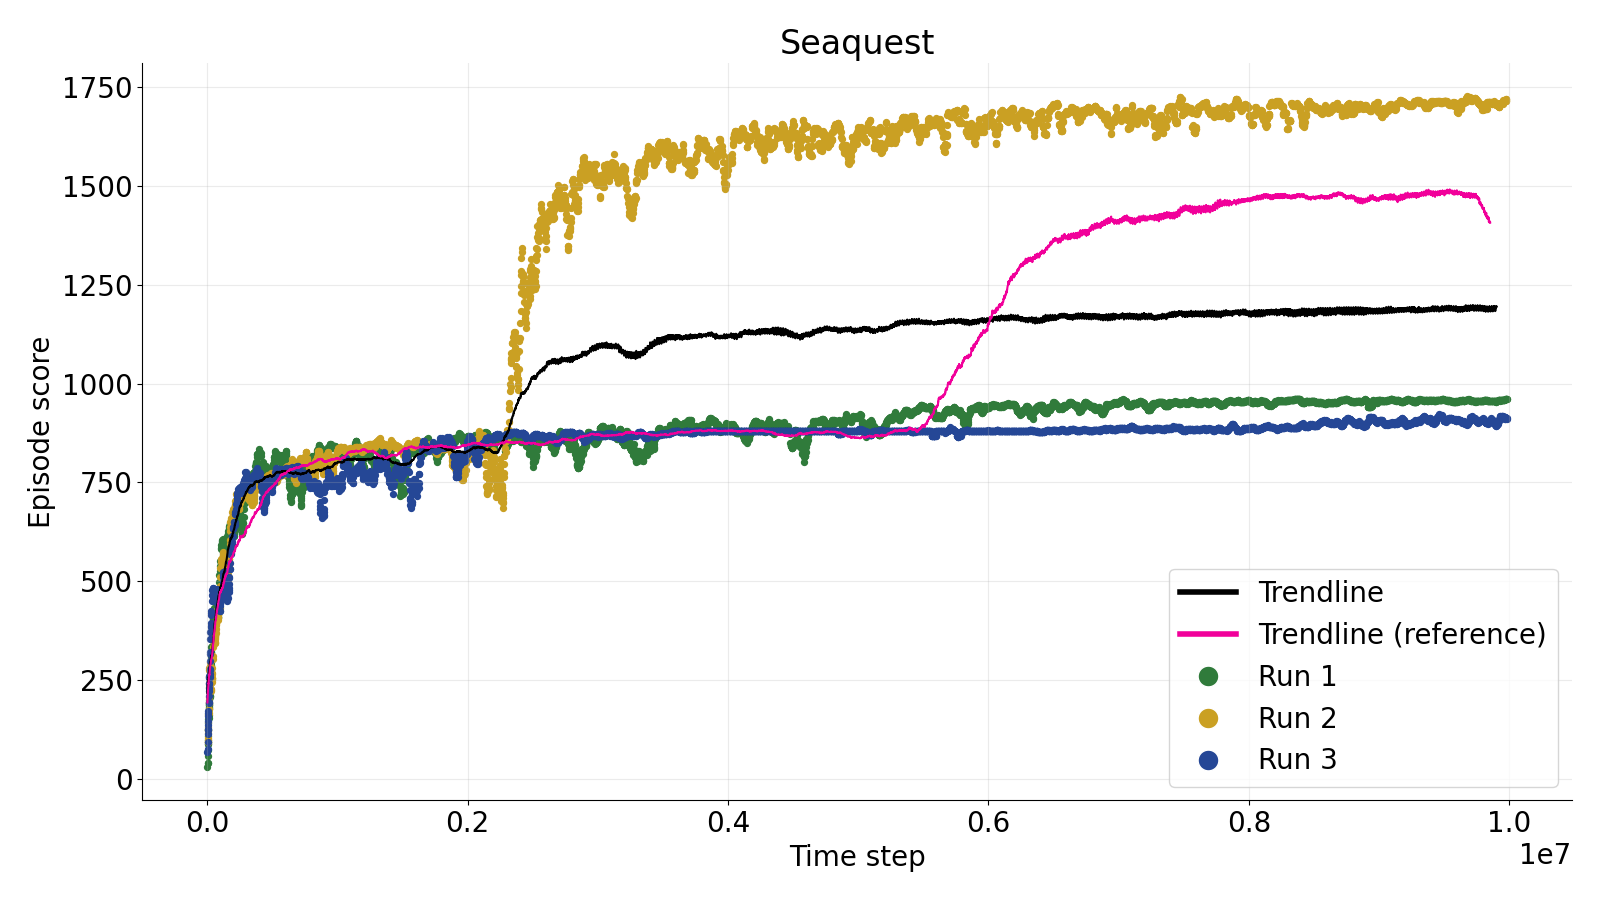 Seaquest
1750
1500
1250
1000
750
500
250
0
Episode score
0.0 0.2 0.4 0.6 0.8 1.0
1e7
Time step
Trendline
Trendline (reference)
Run 1
Run 2
Run 3